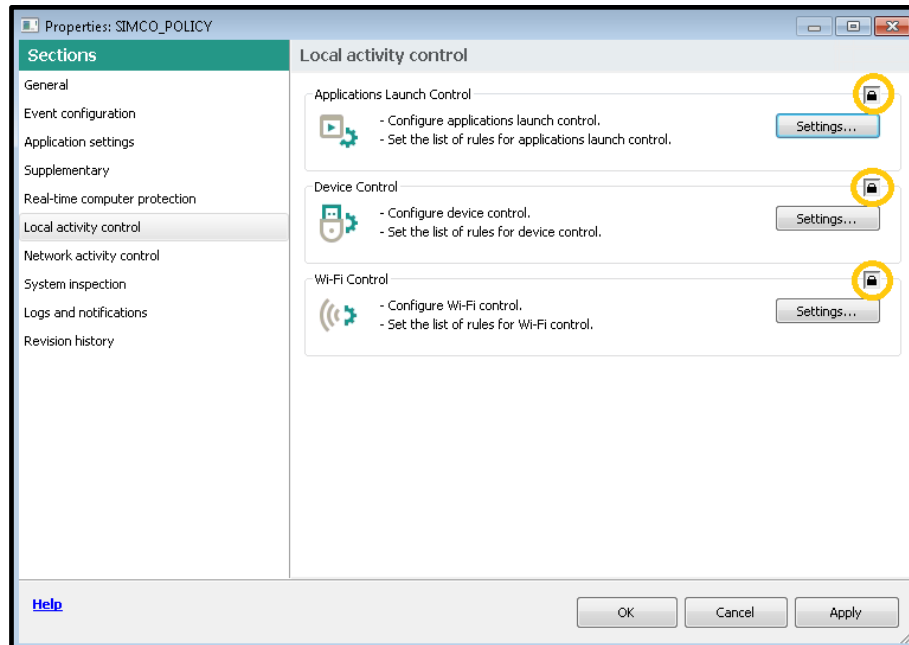 Properties: SIMCO_POLICY
Sections
General
Event configuration
Application settings
Supplementary
Real-time computer protection
Local activity control
Network activity control
System inspection
Logs and notifications
Revision history
Local activity control
Applications Launch Control
- Configure applications launch control.
- Set the list of rules for applications launch control.
Settings...
Device Control
- Configure device control.
- Set the list of rules for device control.
Settings...
Wi-Fi Control
- Configure Wi-Fi control.
- Set the list of rules for Wi-Fi control.
Settings...
Help
OK
Cancel
Apply